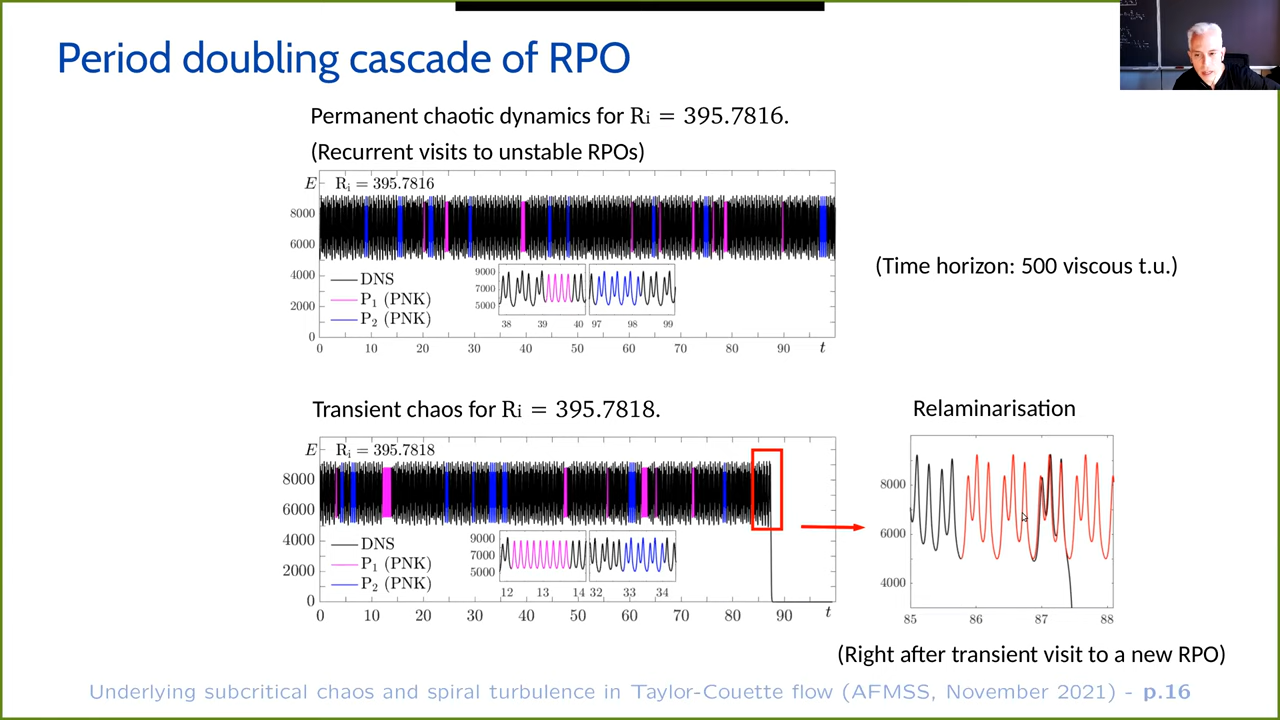 Period doubling cascade of RPO
Permanent chaotic dynamics for Ri = 395.7816.
(Recurrent visits to unstable RPOs)
E Ri = 395.7816
8000
6000
4000
2000
0
DNS
P1 (PNK)
P2 (PNK)
9000
7000
5000
38 39 40 97 98 99
0 10 20 30 40 50 60 70 80 90 t
(Time horizon: 500 viscous t.u.)
Transient chaos for Ri = 395.7818.
E Ri = 395.7818
8000
6000
4000
2000
0
DNS
P1 (PNK)
P2 (PNK)
9000
7000
5000
12 13 14 32 33 34
0 10 20 30 40 50 60 70 80 90 t
Relaminarisation
8000
6000
4000
85 86 87 88
(Right after transient visit to a new RPO)
Underlying subcritical chaos and spiral turbulence in Taylor-Couette flow (AFMSS, November 2021) - p.16